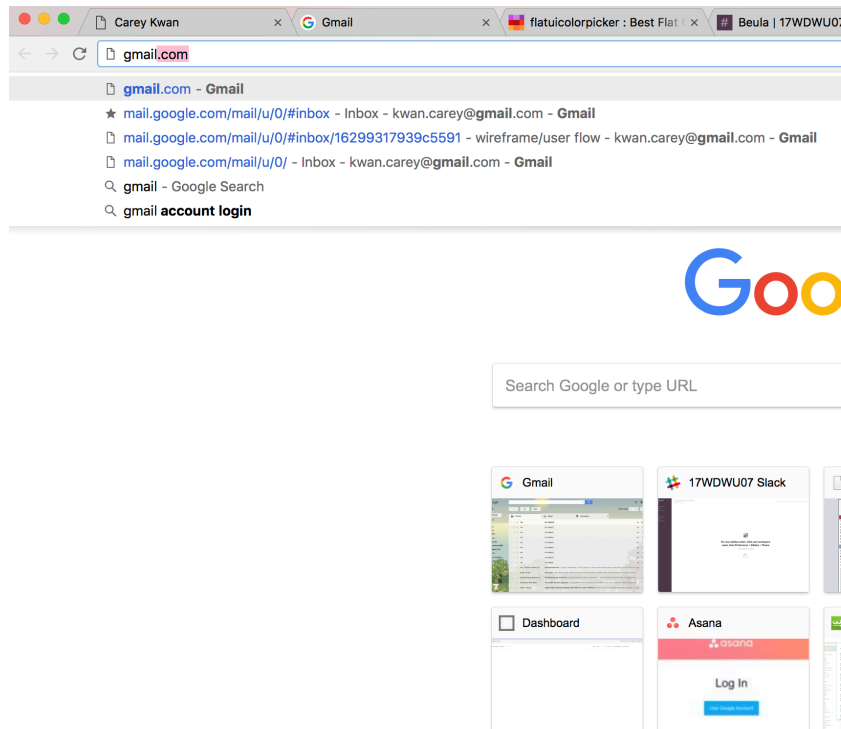 Carey Kwan
Gmail
flatuicolorpicker : Best Flat
Beula | 17WDWU07
gmail.com
gmail.com - Gmail
mail.google.com/mail/u/0/#inbox - Inbox - kwan.carey@gmail.com - Gmail
mail.google.com/mail/u/0/#inbox/16299317939c5591 - wireframe/user flow - kwan.carey@gmail.com - Gmail
mail.google.com/mail/u/0/ - Inbox - kwan.carey@gmail.com - Gmail
gmail - Google Search
gmail account login
Goo
Search Google or type URL
Gmail
17WDWU07 Slack
Dashboard
Asana
asana
Log In
Use Google Account